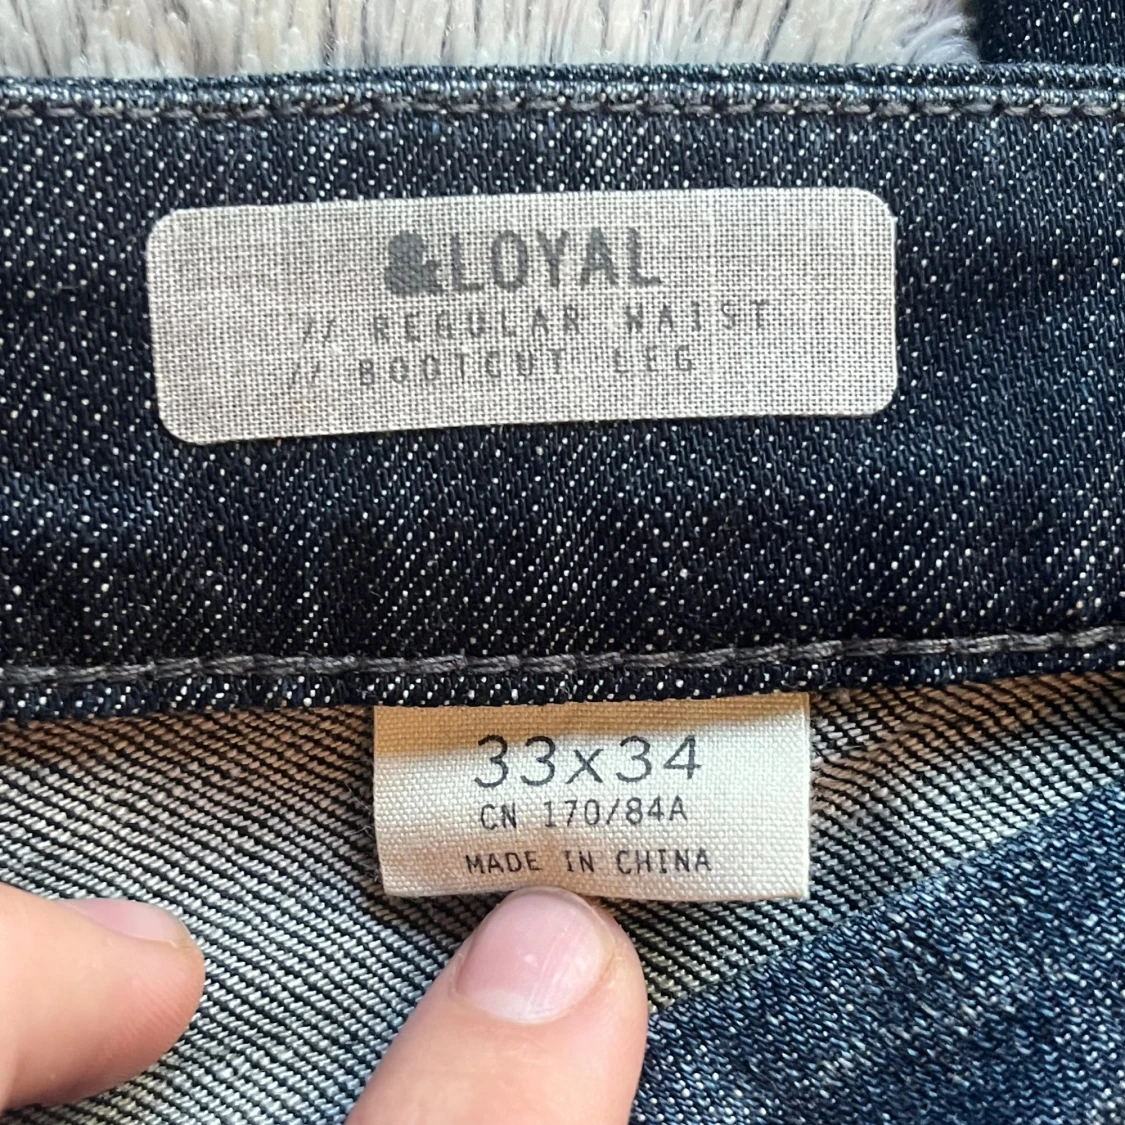 &LOYAL
// REGULAR WAIST
// BOOTCUT LEG
33x34
CN 170/84A
MADE IN CHINA